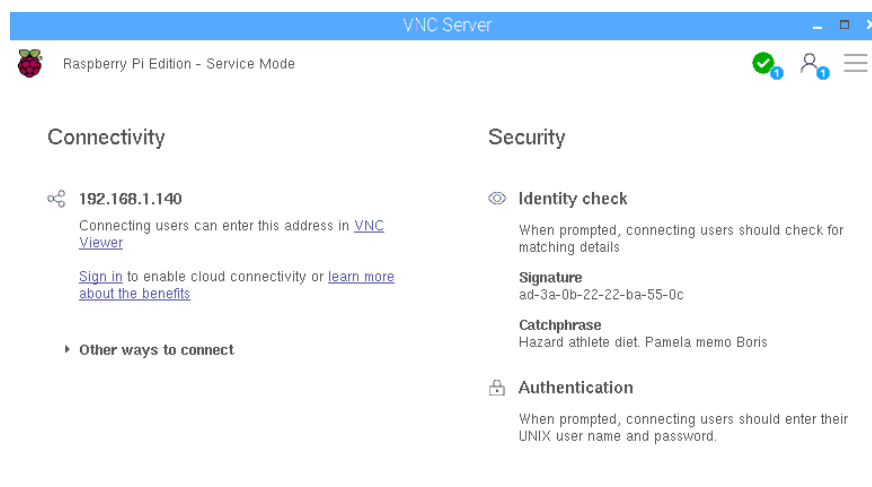 VNC Server
Raspberry Pi Edition - Service Mode
1
1
Connectivity
192.168.1.140
Connecting users can enter this address in VNC
Viewer
Sign in to enable cloud connectivity or learn more
about the benefits
Other ways to connect
Security
Identity check
When prompted, connecting users should check for
matching details
Signature
ad-3a-0b-22-22-ba-55-0c
Catchphrase
Hazard athlete diet. Pamela memo Boris
Authentication
When prompted, connecting users should enter their
UNIX user name and password.